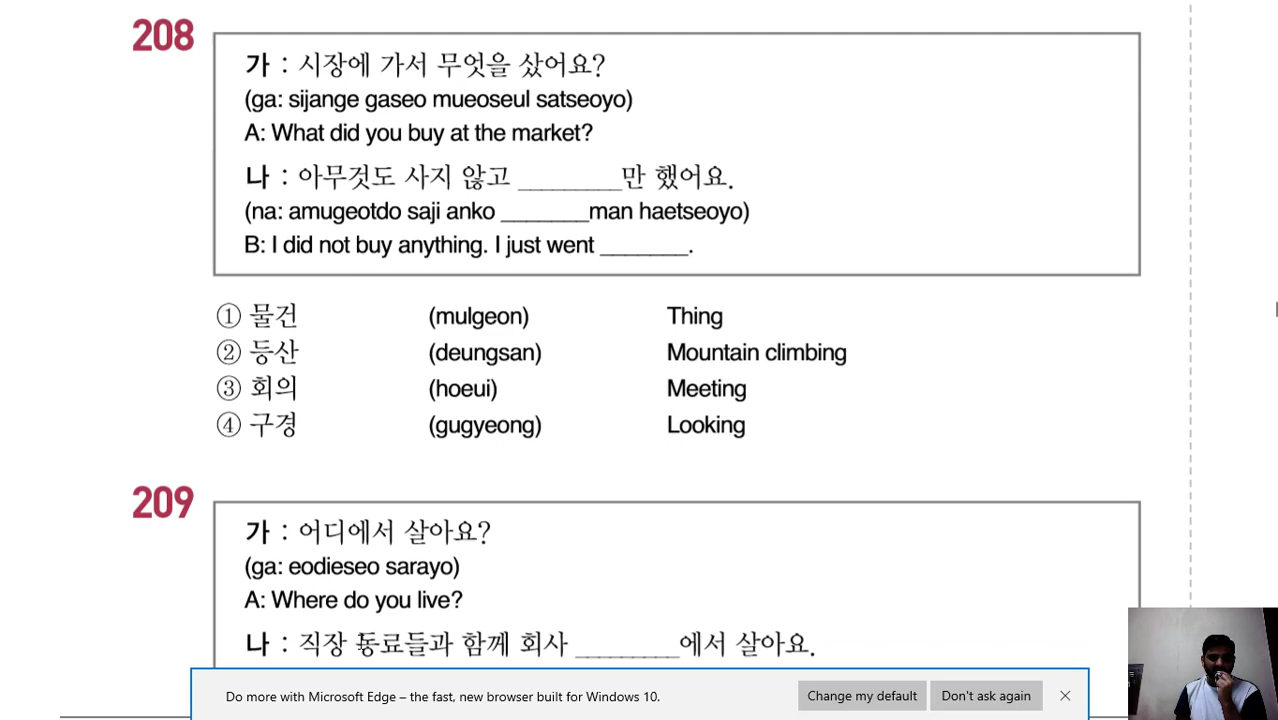 208
가 : 시장에 가서 무엇을 샀어요?
(ga: sijange gaseo mueoseul satseoyo)
A: What did you buy at the market?
나 : 아무것도 사지 않고 _________만 했어요.
(na: amugeotdo saji anko _______man haetseoyo)
B: I did not buy anything. I just went _______.
① 물건 (mulgeon) Thing
② 등산 (deungsan) Mountain climbing
③ 회의 (hoeui) Meeting
④ 구경 (gugyeong) Looking
209
가 : 어디에서 살아요?
(ga: eodieseo sarayo)
A: Where do you live?
나 : 직장 동료들과 함께 회사 _________에서 살아요.
Do more with Microsoft Edge – the fast, new browser built for Windows 10. Change my default Don't ask again